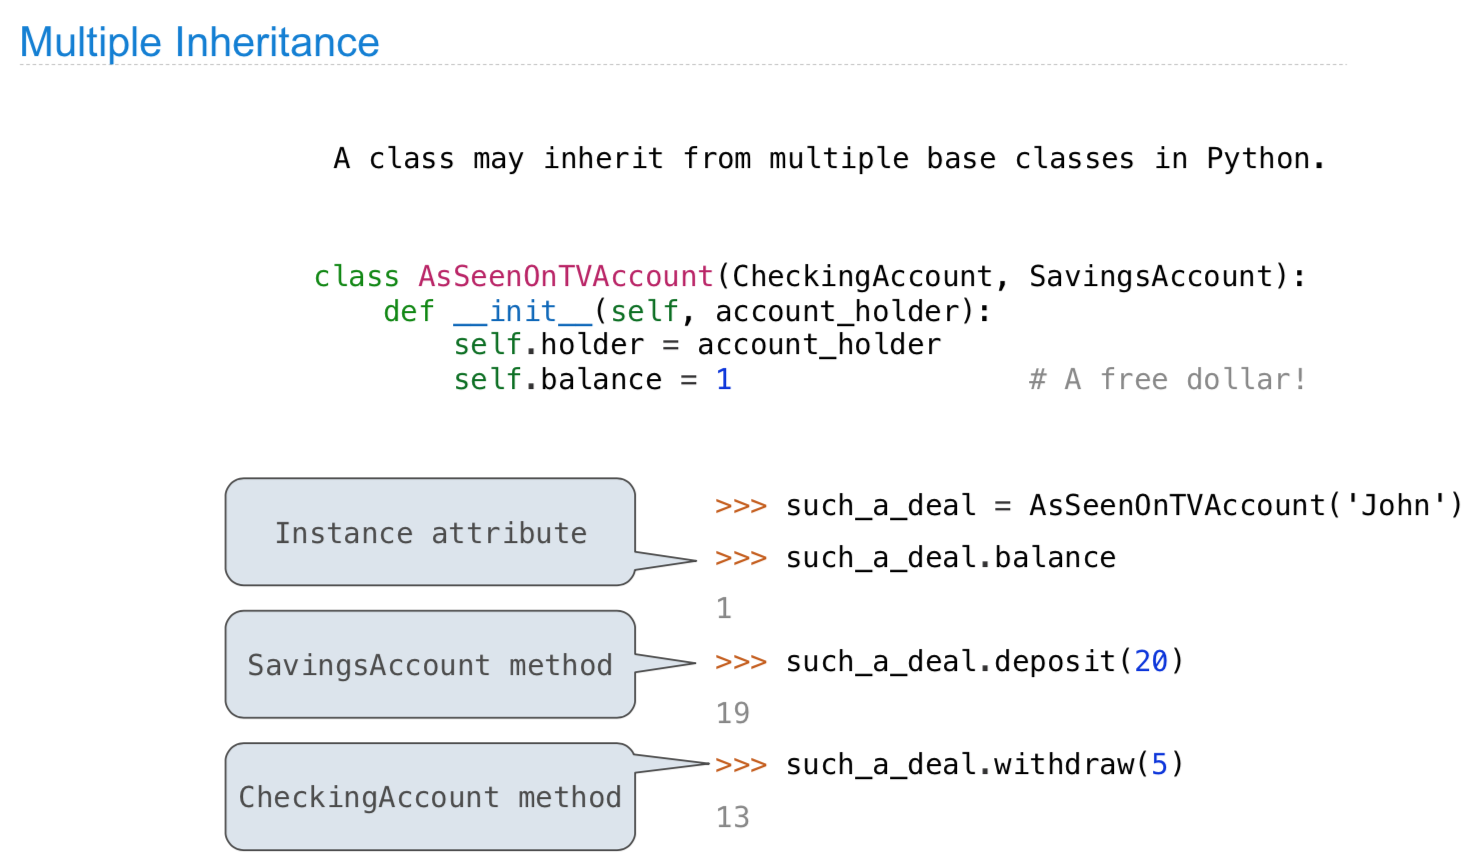 Multiple Inheritance
A class may inherit from multiple base classes in Python.
class AsSeenOnTVAccount(CheckingAccount, SavingsAccount):
    def __init__(self, account_holder):
        self.holder = account_holder
        self.balance = 1                 # A free dollar!
Instance attribute
SavingsAccount method
CheckingAccount method
>>> such_a_deal = AsSeenOnTVAccount('John')
>>> such_a_deal.balance
1
>>> such_a_deal.deposit(20)
19
>>> such_a_deal.withdraw(5)
13